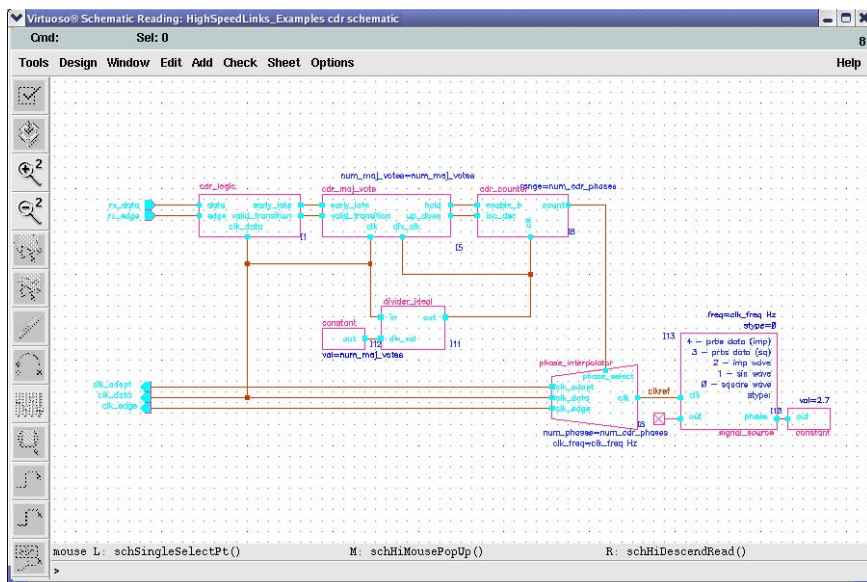 Virtuoso® Schematic Reading: HighSpeedLinks_Examples cdr schematic
Cmd: Sel: 0 8
Tools Design Window Edit Add Check Sheet Options Help
num_maj_votes=num_maj_votes
cdr_logic cdr_maj_vote cdr_counter range=num_cdr_phases
rx_data data early_late early_late hold enable_b count
rx_edge edge valid_transition valid_transition up_down inc_dec
clk_data clk div_clk clk
I1 I5 I6
divider_ideal
in out
constant
out div_val
I12 I11
val=num_maj_votes
freq=clk_freq Hz
stype=0
I13
4 - prbs data (imp)
3 - prbs data (sq)
2 - imp wave
1 - sin wave
0 - square wave
stype:
phase_interpolator
phase_select
clk_adapt clk_adapt
clk_data clk_data clk clkref clk
clk_edge clk_edge
val=2.7
out phase out
signal_source constant
num_phases=num_cdr_phases
clk_freq=clk_freq Hz
mouse L: schSingleSelectPt() M: schHiMousePopUp() R: schHiDescendRead()
>